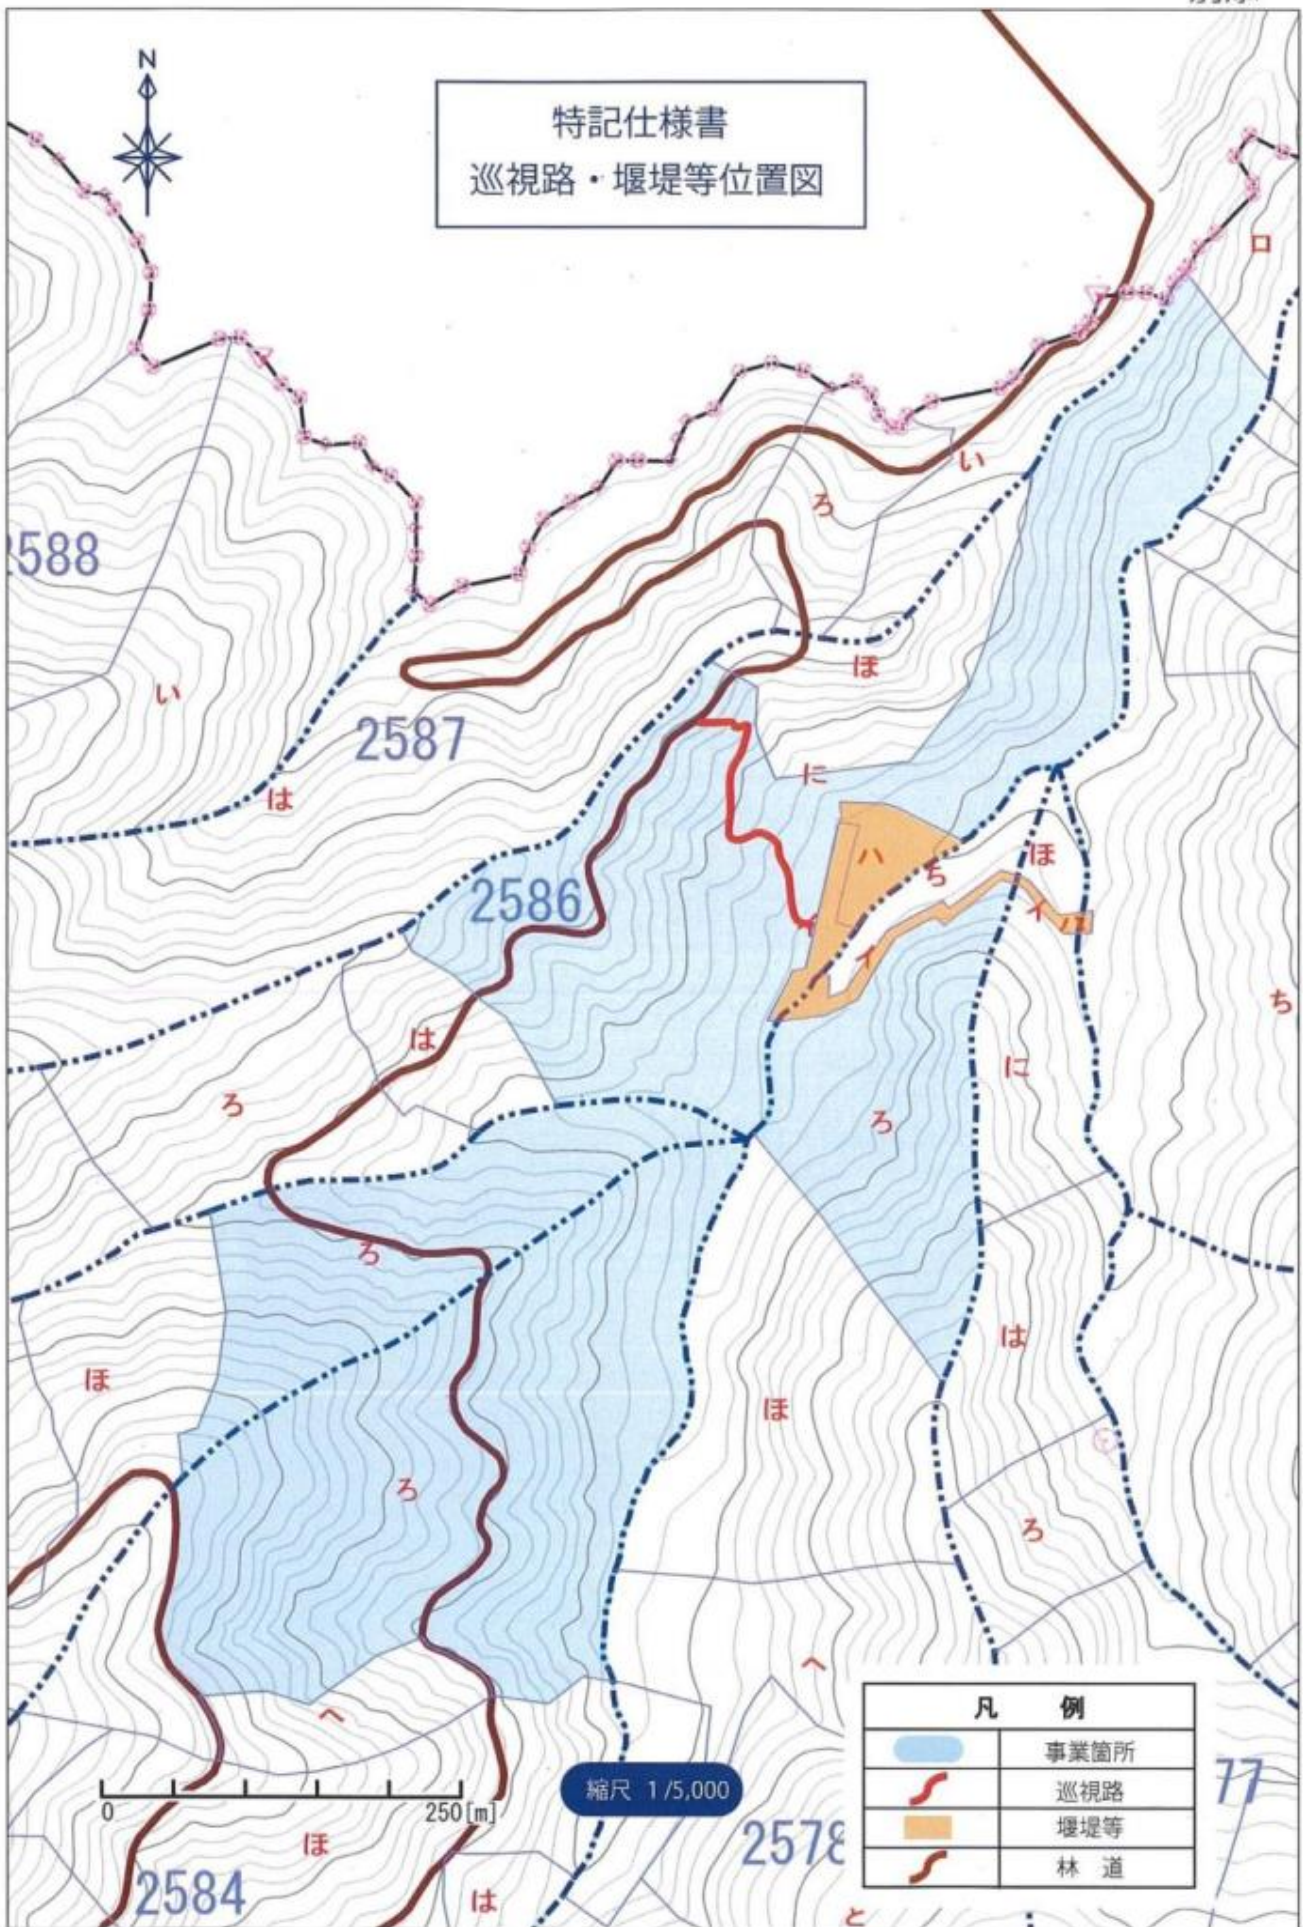 N
特記仕様書
巡視路・堰堤等位置図
ロ
い
ろ
588
ほ
い
2587
は
に
ハ
ほ
ち
2586
イ
ハ
イ
ち
は
に
ろ
ろ
ろ
は
ほ
ほ
ろ
ろ
へ
へ
凡 例
事業箇所
巡視路
堰堤等
林 道
77
縮尺 1/5,000
0 250[m]
2578
ほ
2584
は
と